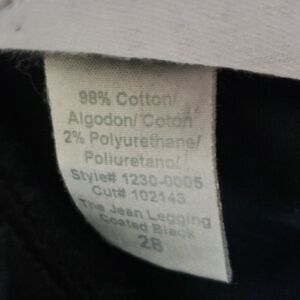 98% Cotton/
Algodon/ Coton
2% Polyurethane/
Poliuretano/
Style# 1230-0005
Cut# 102143
The Jean Legging
Coated Black
28